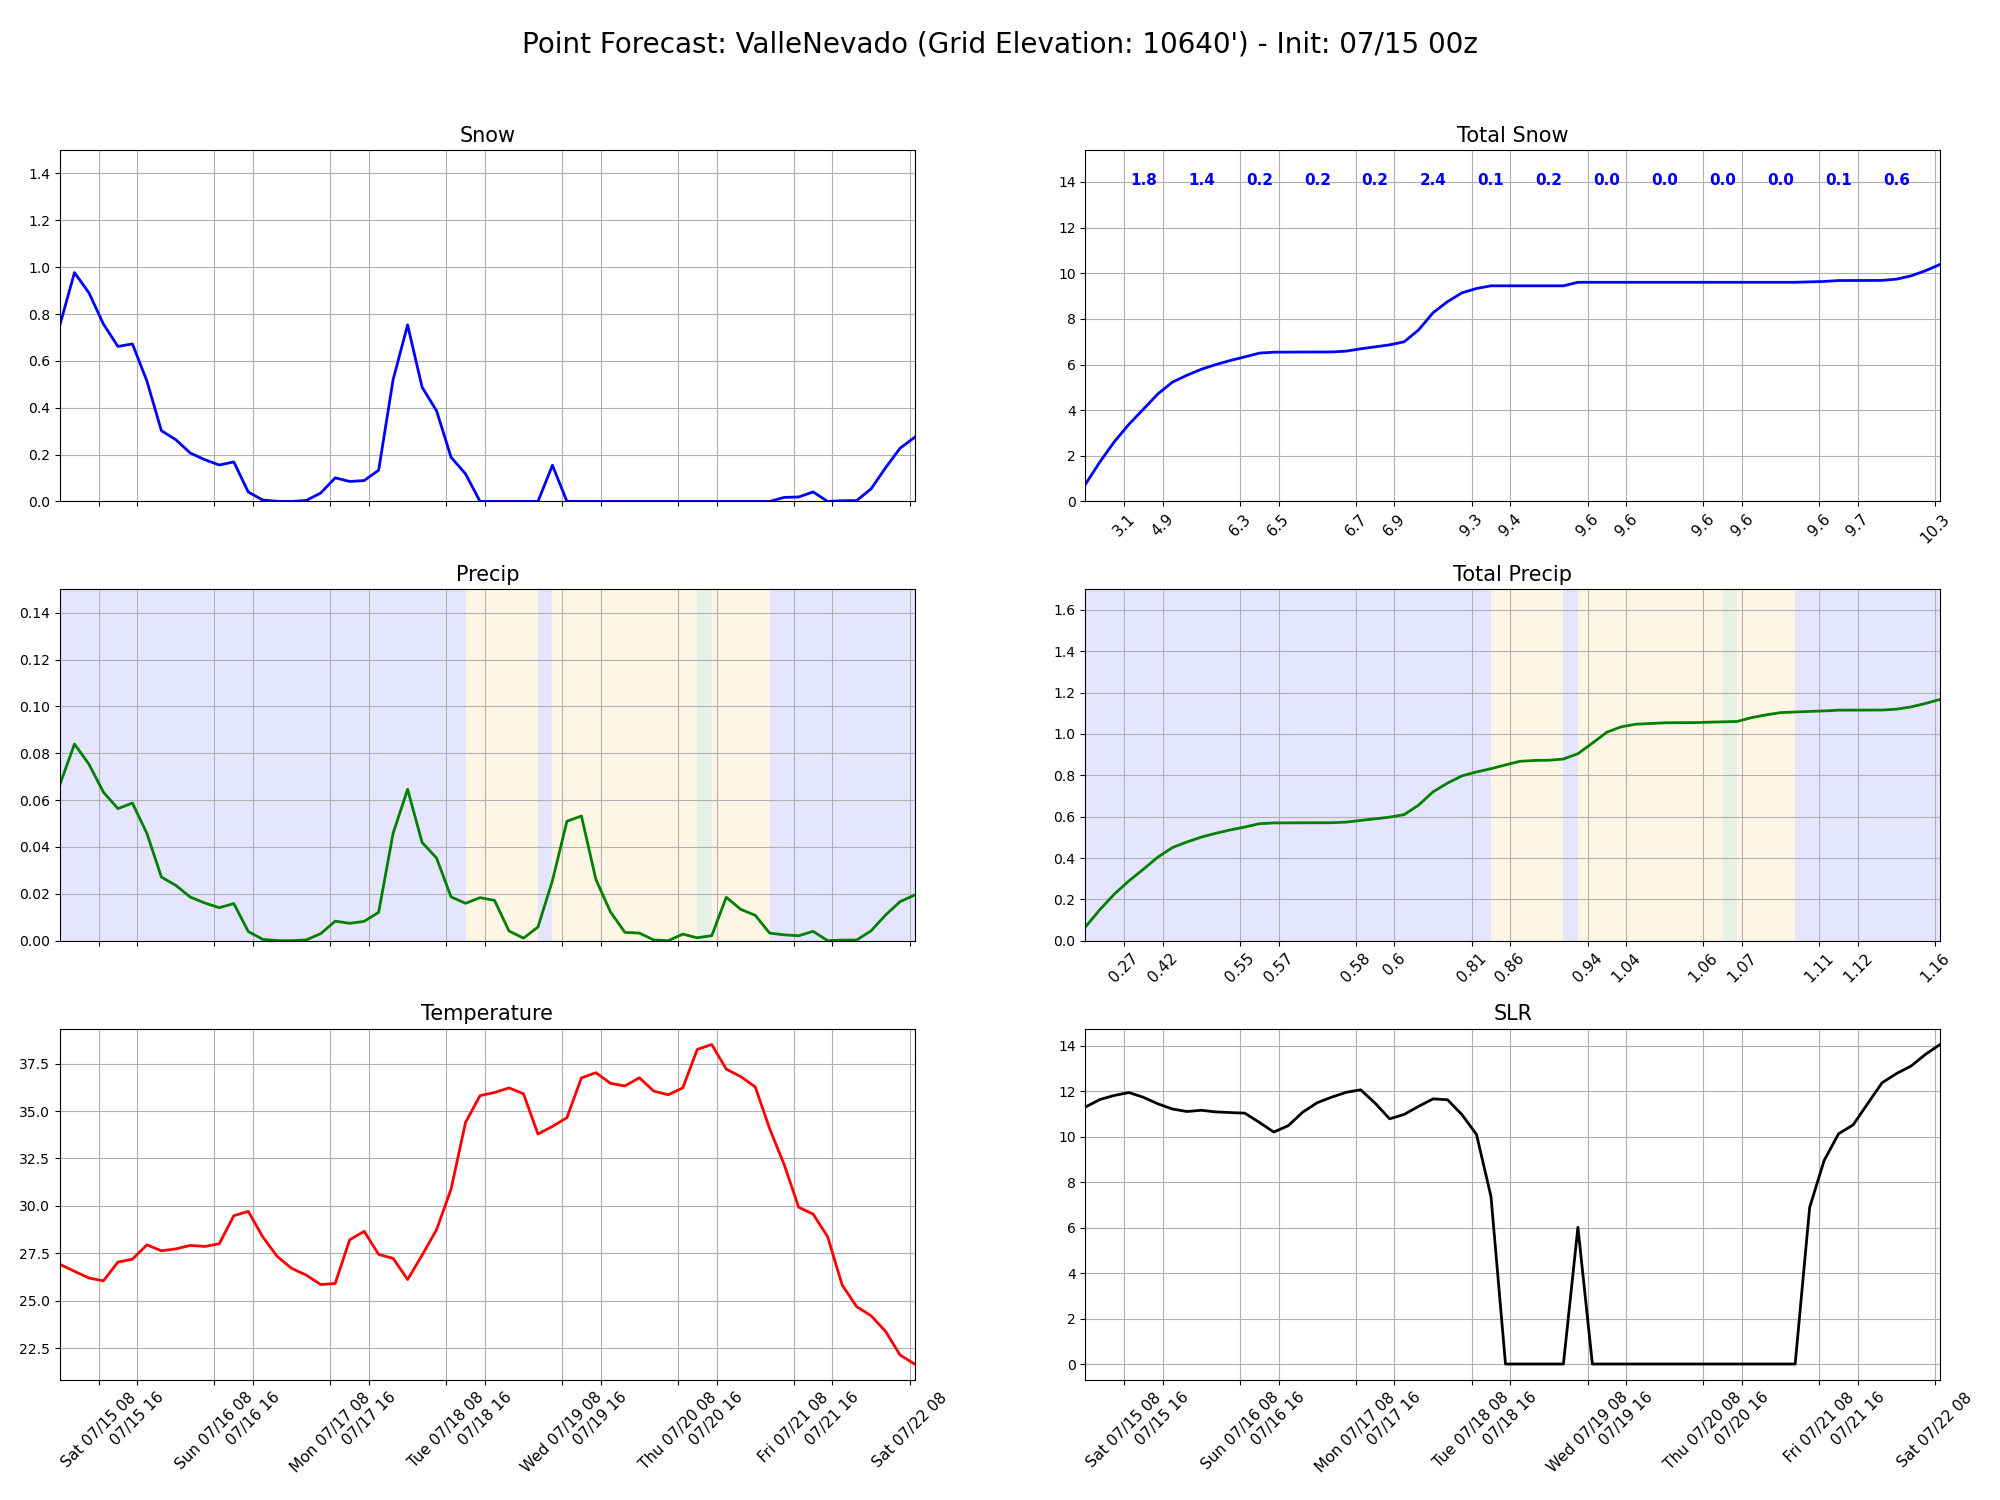 Point Forecast: ValleNevado (Grid Elevation: 10640') - Init: 07/15 00z
Snow
1.4
1.2
1.0
0.8
0.6
0.4
0.2
0.0
Total Snow
1.8 1.4 0.2 0.2 0.2 2.4 0.1 0.2 0.0 0.0 0.0 0.0 0.1 0.6
14
12
10
8
6
4
2
0
3.1 4.9 6.3 6.5 6.7 6.9 9.3 9.4 9.6 9.6 9.6 9.6 9.6 9.7 10.3
Precip
0.14
0.12
0.10
0.08
0.06
0.04
0.02
0.00
Total Precip
1.6
1.4
1.2
1.0
0.8
0.6
0.4
0.2
0.0
0.27 0.42 0.55 0.57 0.58 0.6 0.81 0.86 0.94 1.04 1.06 1.07 1.11 1.12 1.16
Temperature
37.5
35.0
32.5
30.0
27.5
25.0
22.5
Sat 07/15 08
07/15 16
Sun 07/16 08
07/16 16
Mon 07/17 08
07/17 16
Tue 07/18 08
07/18 16
Wed 07/19 08
07/19 16
Thu 07/20 08
07/20 16
Fri 07/21 08
07/21 16
Sat 07/22 08
SLR
14
12
10
8
6
4
2
0
Sat 07/15 08
07/15 16
Sun 07/16 08
07/16 16
Mon 07/17 08
07/17 16
Tue 07/18 08
07/18 16
Wed 07/19 08
07/19 16
Thu 07/20 08
07/20 16
Fri 07/21 08
07/21 16
Sat 07/22 08